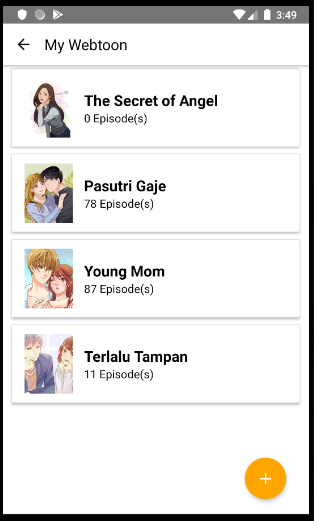 3:49
My Webtoon
The Secret of Angel
0 Episode(s)
Pasutri Gaje
78 Episode(s)
Young Mom
87 Episode(s)
Terlalu Tampan
11 Episode(s)